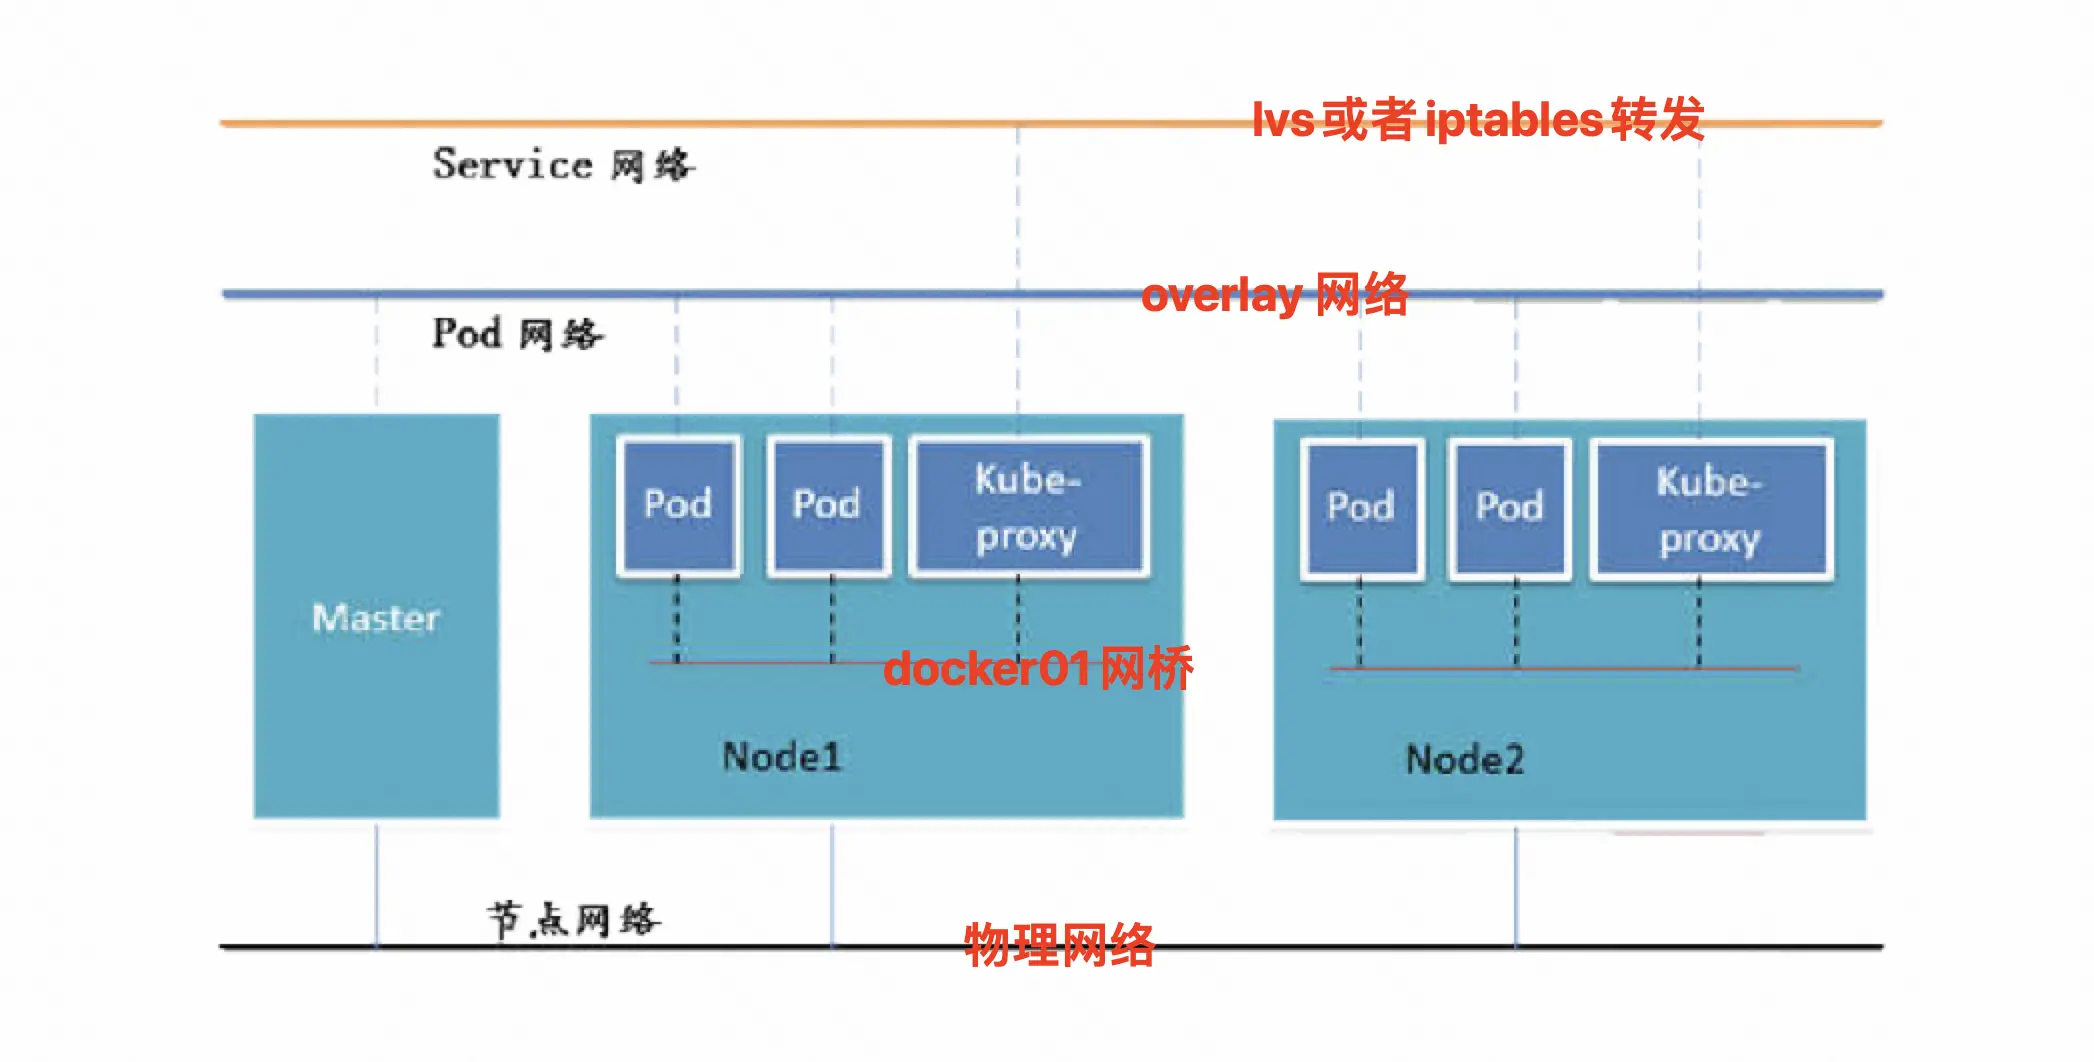 lvs或者iptables转发
Service 网络
overlay 网络
Pod 网络
Pod
Pod
Kube-
proxy
Pod
Pod
Kube-
proxy
Master
docker01网桥
Node1
Node2
节点网络
物理网络